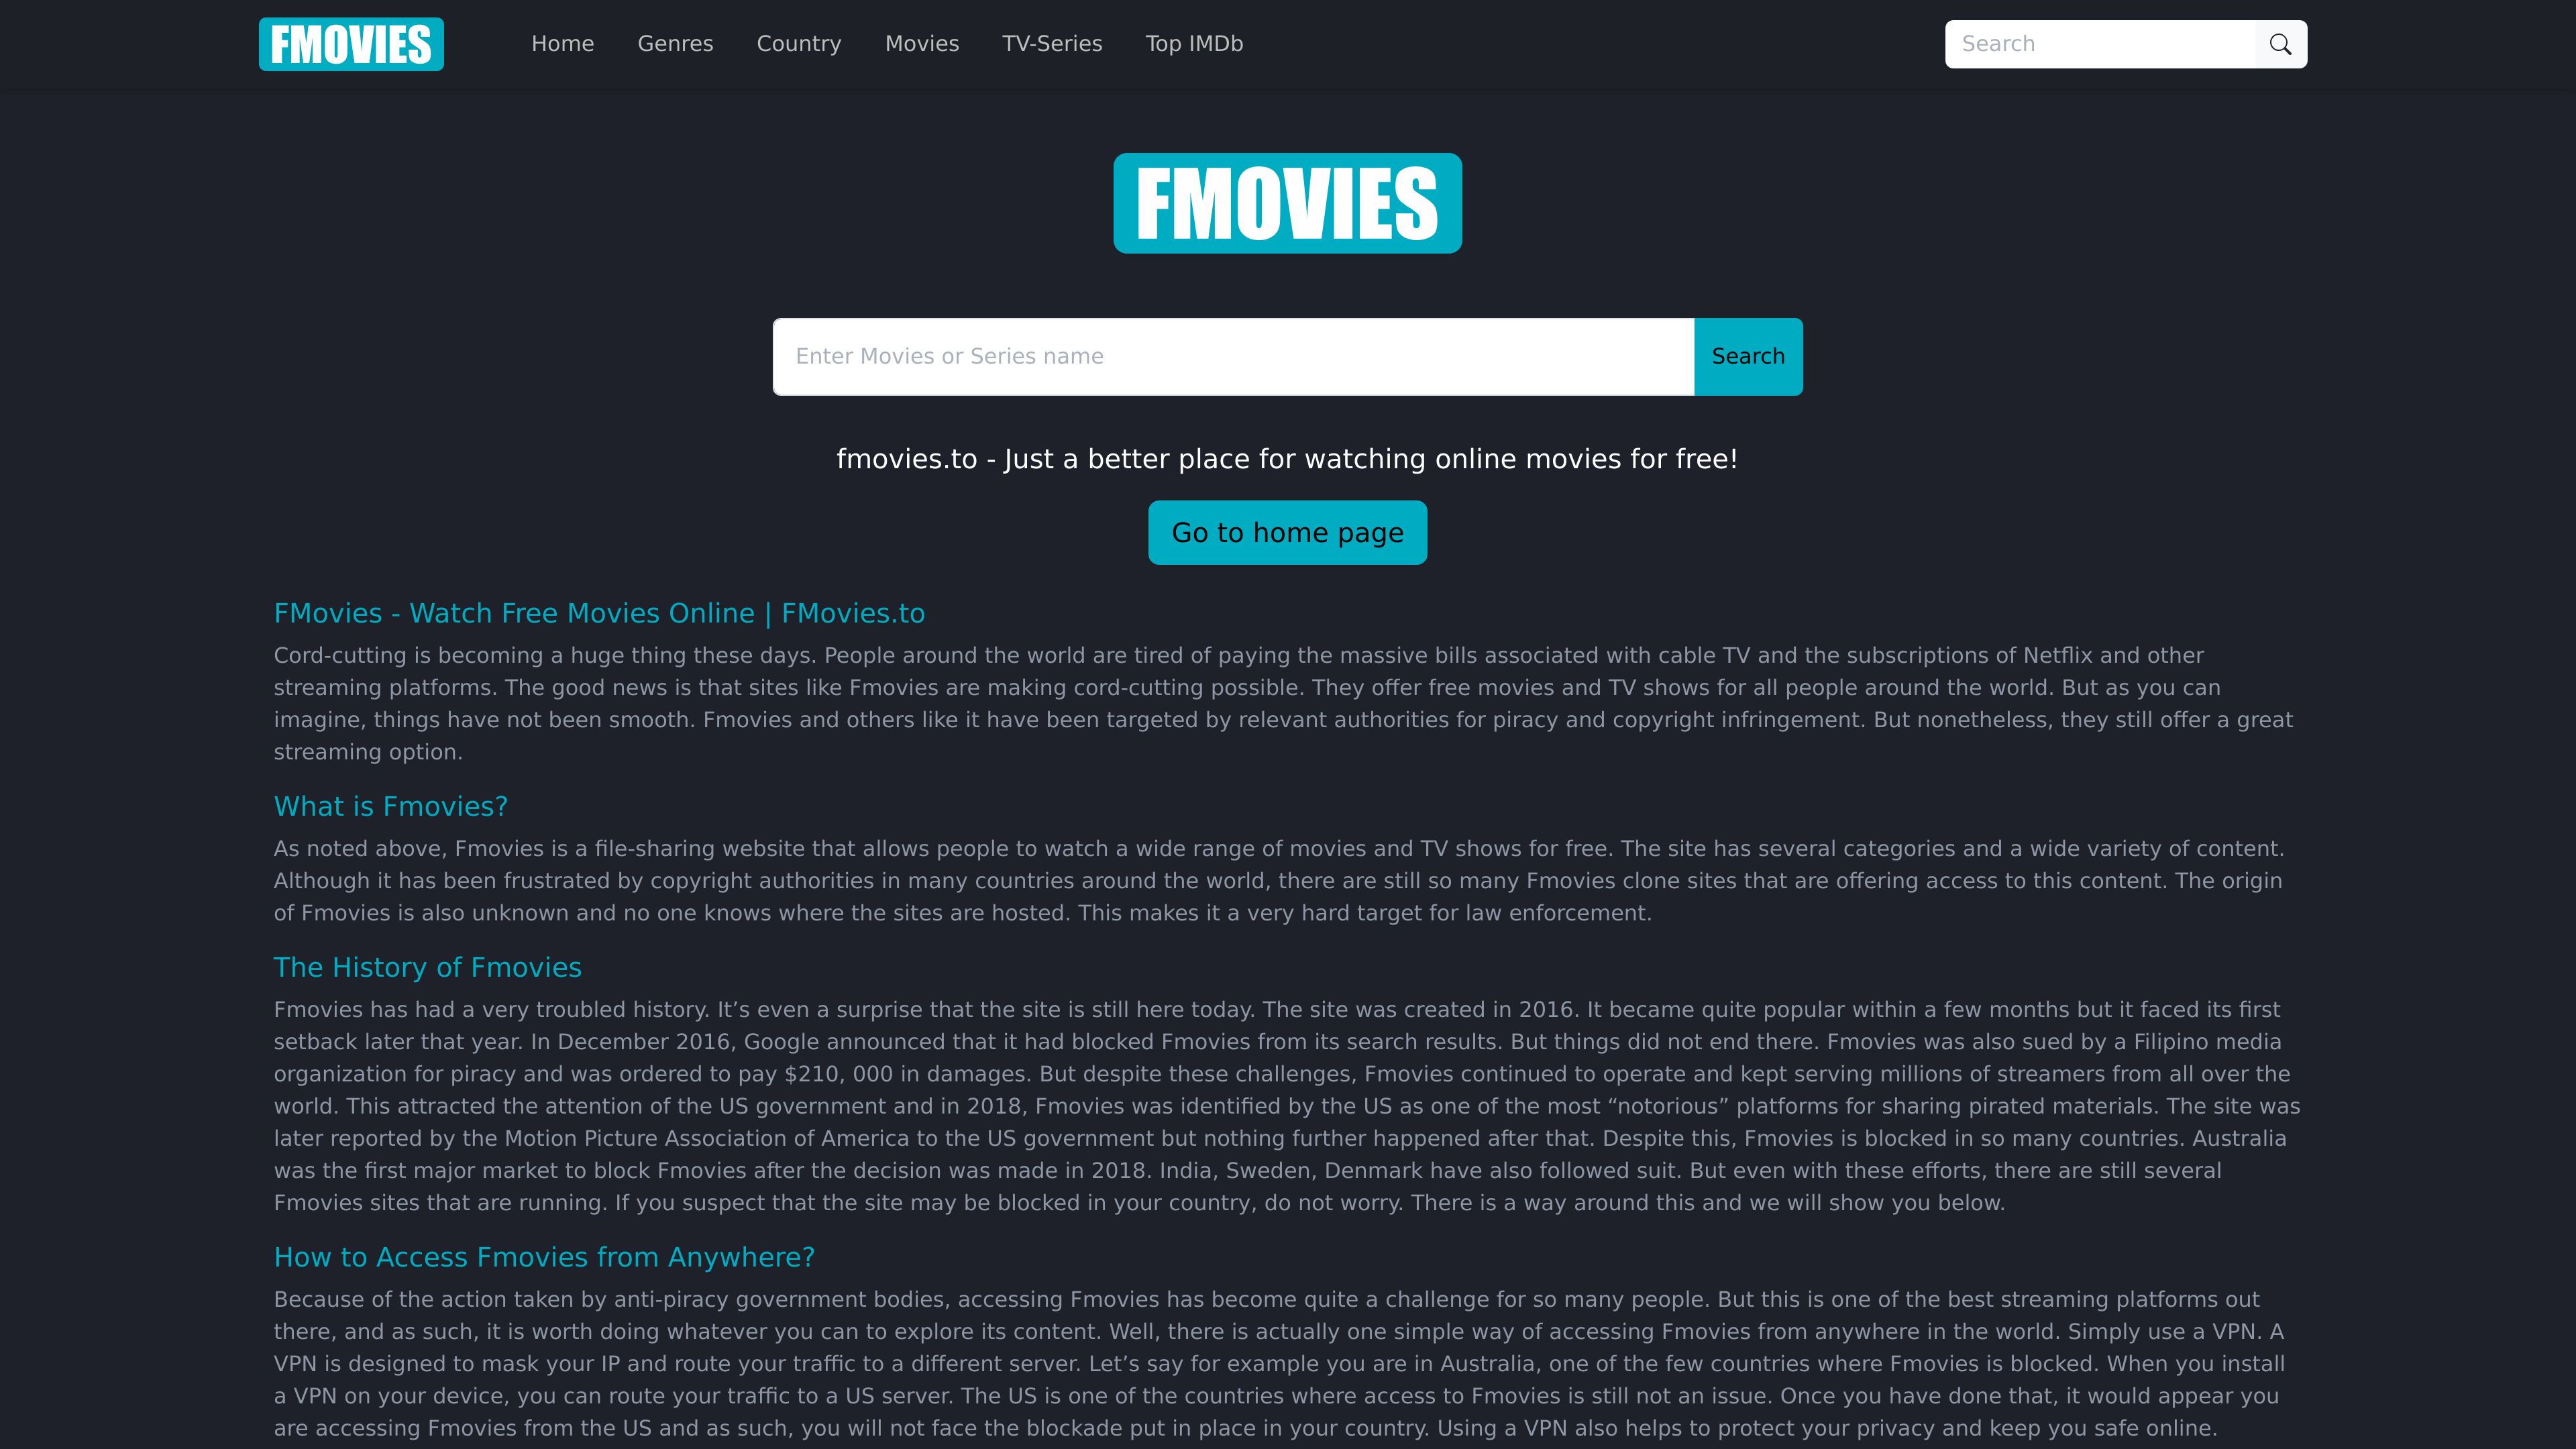 FMOVIES
Home
Genres
Country
Movies
TV-Series
Top IMDb
Search
FMOVIES
Enter Movies or Series name
Search
fmovies.to - Just a better place for watching online movies for free!
Go to home page
FMovies - Watch Free Movies Online | FMovies.to
Cord-cutting is becoming a huge thing these days. People around the world are tired of paying the massive bills associated with cable TV and the subscriptions of Netflix and other
streaming platforms. The good news is that sites like Fmovies are making cord-cutting possible. They offer free movies and TV shows for all people around the world. But as you can
imagine, things have not been smooth. Fmovies and others like it have been targeted by relevant authorities for piracy and copyright infringement. But nonetheless, they still offer a great
streaming option.
What is Fmovies?
As noted above, Fmovies is a file-sharing website that allows people to watch a wide range of movies and TV shows for free. The site has several categories and a wide variety of content.
Although it has been frustrated by copyright authorities in many countries around the world, there are still so many Fmovies clone sites that are offering access to this content. The origin
of Fmovies is also unknown and no one knows where the sites are hosted. This makes it a very hard target for law enforcement.
The History of Fmovies
Fmovies has had a very troubled history. It’s even a surprise that the site is still here today. The site was created in 2016. It became quite popular within a few months but it faced its first
setback later that year. In December 2016, Google announced that it had blocked Fmovies from its search results. But things did not end there. Fmovies was also sued by a Filipino media
organization for piracy and was ordered to pay $210, 000 in damages. But despite these challenges, Fmovies continued to operate and kept serving millions of streamers from all over the
world. This attracted the attention of the US government and in 2018, Fmovies was identified by the US as one of the most “notorious” platforms for sharing pirated materials. The site was
later reported by the Motion Picture Association of America to the US government but nothing further happened after that. Despite this, Fmovies is blocked in so many countries. Australia
was the first major market to block Fmovies after the decision was made in 2018. India, Sweden, Denmark have also followed suit. But even with these efforts, there are still several
Fmovies sites that are running. If you suspect that the site may be blocked in your country, do not worry. There is a way around this and we will show you below.
How to Access Fmovies from Anywhere?
Because of the action taken by anti-piracy government bodies, accessing Fmovies has become quite a challenge for so many people. But this is one of the best streaming platforms out
there, and as such, it is worth doing whatever you can to explore its content. Well, there is actually one simple way of accessing Fmovies from anywhere in the world. Simply use a VPN. A
VPN is designed to mask your IP and route your traffic to a different server. Let’s say for example you are in Australia, one of the few countries where Fmovies is blocked. When you install
a VPN on your device, you can route your traffic to a US server. The US is one of the countries where access to Fmovies is still not an issue. Once you have done that, it would appear you
are accessing Fmovies from the US and as such, you will not face the blockade put in place in your country. Using a VPN also helps to protect your privacy and keep you safe online.